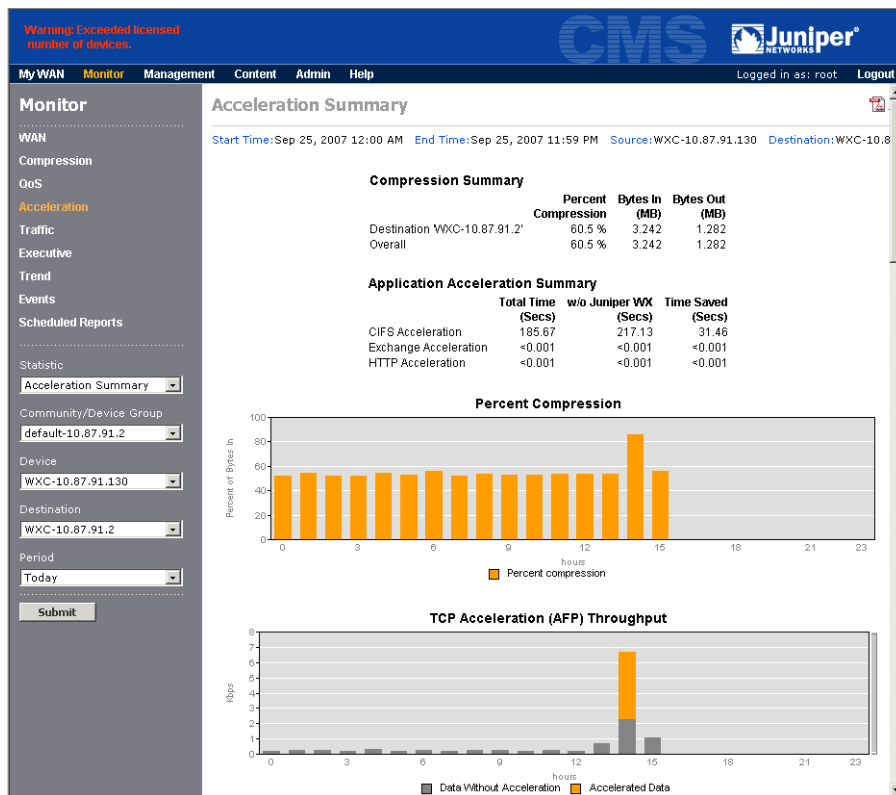 Warning: Exceeded licensed
number of devices.
CMS
Juniper®
NETWORKS
My WAN Monitor Management Content Admin Help Logged in as: root Logout
Monitor
WAN
Compression
QoS
Acceleration
Traffic
Executive
Trend
Events
Scheduled Reports
Statistic
Acceleration Summary
Community/Device Group
default-10.87.91.2
Device
WXC-10.87.91.130
Destination
WXC-10.87.91.2
Period
Today
Submit
Acceleration Summary
Start Time:Sep 25, 2007 12:00 AM End Time:Sep 25, 2007 11:59 PM Source:WXC-10.87.91.130 Destination:WXC-10.8
Compression Summary
Percent Bytes In Bytes Out
Compression (MB) (MB)
Destination 'WXC-10.87.91.2' 60.5 % 3.242 1.282
Overall 60.5 % 3.242 1.282
Application Acceleration Summary
Total Time w/o Juniper WX Time Saved
(Secs) (Secs) (Secs)
CIFS Acceleration 185.67 217.13 31.46
Exchange Acceleration <0.001 <0.001 <0.001
HTTP Acceleration <0.001 <0.001 <0.001
Percent Compression
Percent of Bytes In
100
80
60
40
20
0
0 3 6 9 12 15 18 21 23
hours
Percent compression
TCP Acceleration (AFP) Throughput
Kbps
8
7
6
5
4
3
2
1
0
0 3 6 9 12 15 18 21 23
hours
Data Without Acceleration Accelerated Data